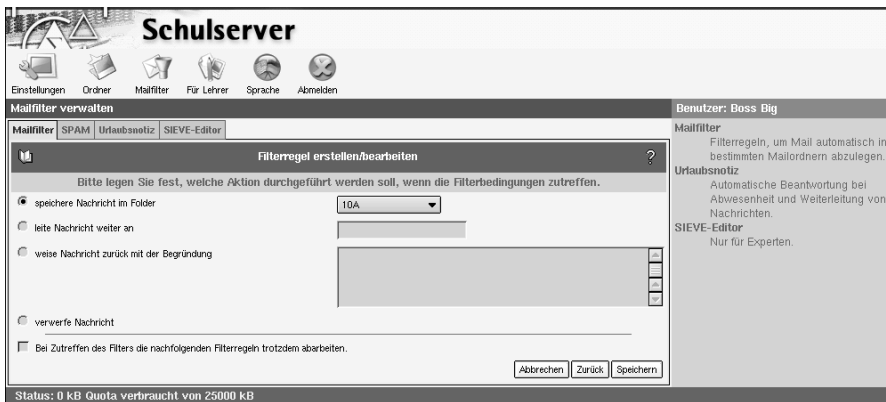 Schulserver
Einstellungen Ordner Mailfilter Für Lehrer Sprache Abmelden
Mailfilter verwalten
Benutzer: Boss Big
Mailfilter SPAM Urlaubsnotiz SIEVE-Editor
Filterregel erstellen/bearbeiten ?
Bitte legen Sie fest, welche Aktion durchgeführt werden soll, wenn die Filterbedingungen zutreffen.
speichere Nachricht im Folder 10A
leite Nachricht weiter an
weise Nachricht zurück mit der Begründung
verwerfe Nachricht
Bei Zutreffen des Filters die nachfolgenden Filterregeln trotzdem abarbeiten.
Abbrechen Zurück Speichern
Mailfilter
Filterregeln, um Mail automatisch in
bestimmten Mailordnern abzulegen.
Urlaubsnotiz
Automatische Beantwortung bei
Abwesenheit und Weiterleitung von
Nachrichten.
SIEVE-Editor
Nur für Experten.
Status: 0 kB Quota verbraucht von 25000 kB